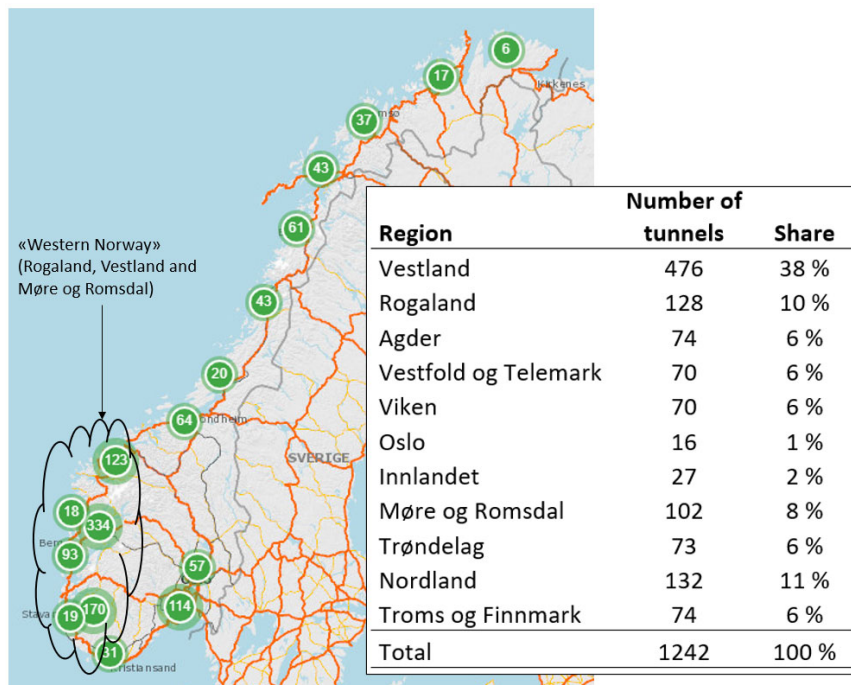 6
17
Kirkenes
37
43
61
«Western Norway»
(Rogaland, Vestland and
Møre og Romsdal)
43
20
64
SVERIGE
123
18
334
93
57
170
19
114
31
Number of
Region tunnels Share
Vestland 476 38 %
Rogaland 128 10 %
Agder 74 6 %
Vestfold og Telemark 70 6 %
Viken 70 6 %
Oslo 16 1 %
Innlandet 27 2 %
Møre og Romsdal 102 8 %
Trøndelag 73 6 %
Nordland 132 11 %
Troms og Finnmark 74 6 %
Total 1242 100 %